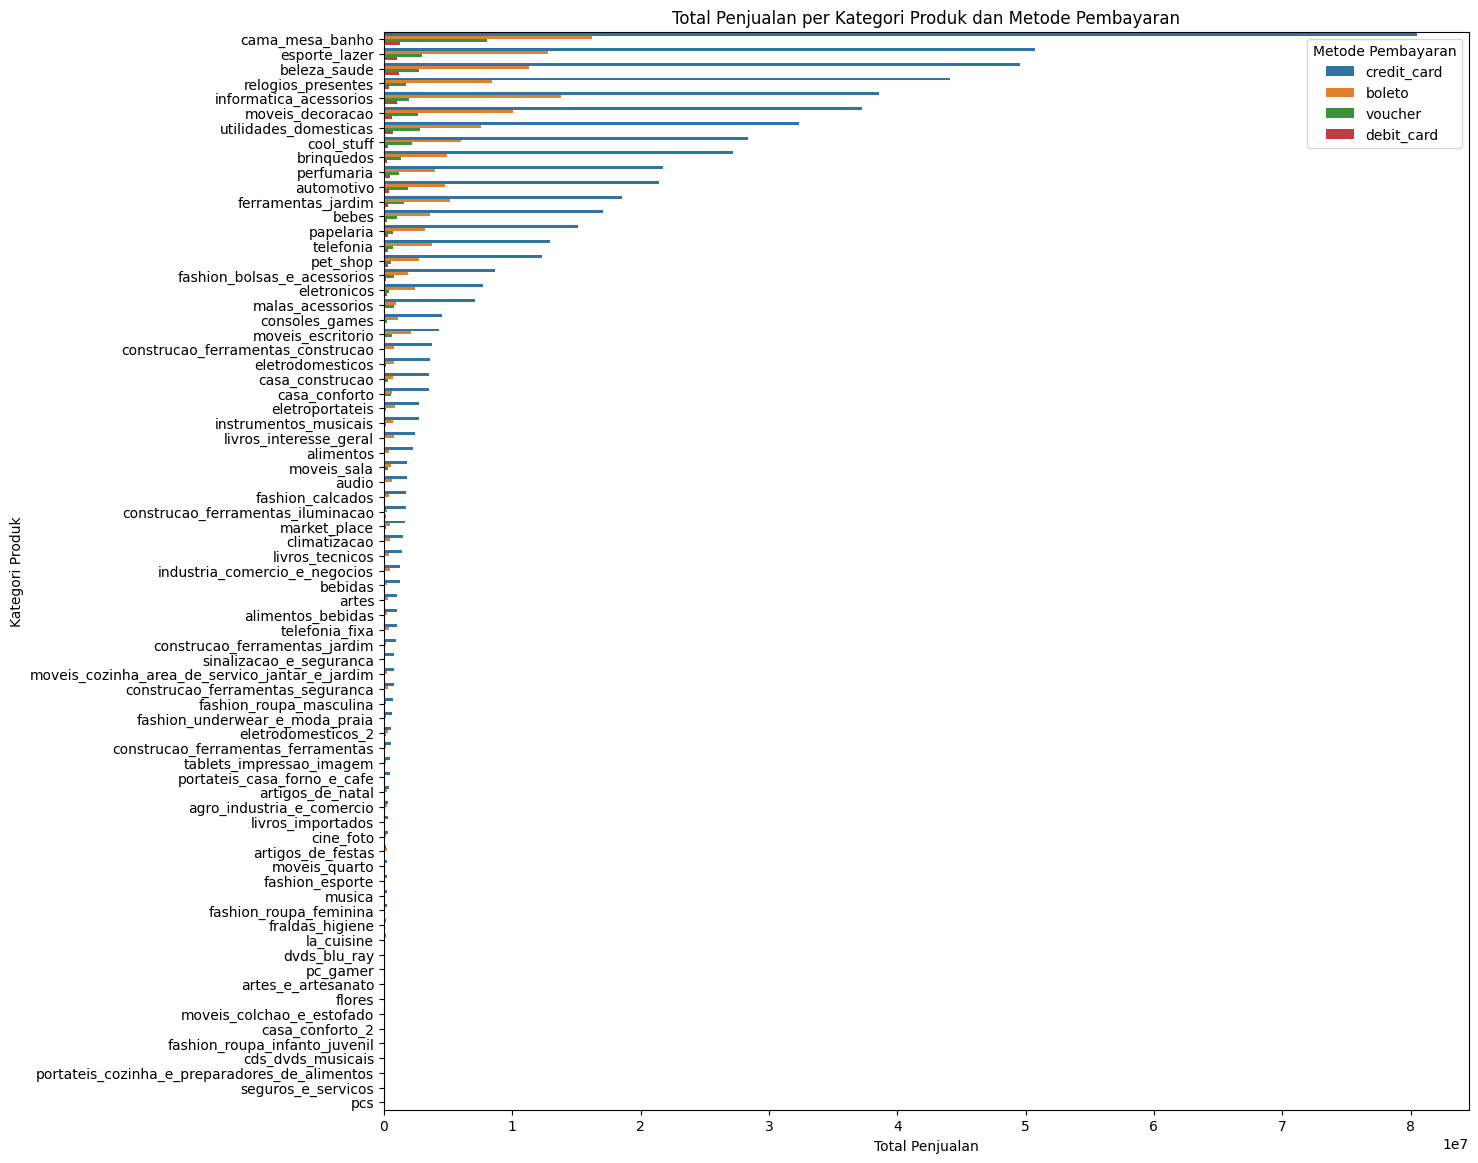 Total Penjualan per Kategori Produk dan Metode Pembayaran
Metode Pembayaran
credit_card
boleto
voucher
debit_card
Kategori Produk
cama_mesa_banho
esporte_lazer
beleza_saude
relogios_presentes
informatica_acessorios
moveis_decoracao
utilidades_domesticas
cool_stuff
brinquedos
perfumaria
automotivo
ferramentas_jardim
bebes
papelaria
telefonia
pet_shop
fashion_bolsas_e_acessorios
eletronicos
malas_acessorios
consoles_games
moveis_escritorio
construcao_ferramentas_construcao
eletrodomesticos
casa_construcao
casa_conforto
eletroportateis
instrumentos_musicais
livros_interesse_geral
alimentos
moveis_sala
audio
fashion_calcados
construcao_ferramentas_iluminacao
market_place
climatizacao
livros_tecnicos
industria_comercio_e_negocios
bebidas
artes
alimentos_bebidas
telefonia_fixa
construcao_ferramentas_jardim
sinalizacao_e_seguranca
moveis_cozinha_area_de_servico_jantar_e_jardim
construcao_ferramentas_seguranca
fashion_roupa_masculina
fashion_underwear_e_moda_praia
eletrodomesticos_2
construcao_ferramentas_ferramentas
tablets_impressao_imagem
portateis_casa_forno_e_cafe
artigos_de_natal
agro_industria_e_comercio
livros_importados
cine_foto
artigos_de_festas
moveis_quarto
fashion_esporte
musica
fashion_roupa_feminina
fraldas_higiene
la_cuisine
dvds_blu_ray
pc_gamer
artes_e_artesanato
flores
moveis_colchao_e_estofado
casa_conforto_2
fashion_roupa_infanto_juvenil
cds_dvds_musicais
portateis_cozinha_e_preparadores_de_alimentos
seguros_e_servicos
pcs
0 1 2 3 4 5 6 7 8
1e7
Total Penjualan